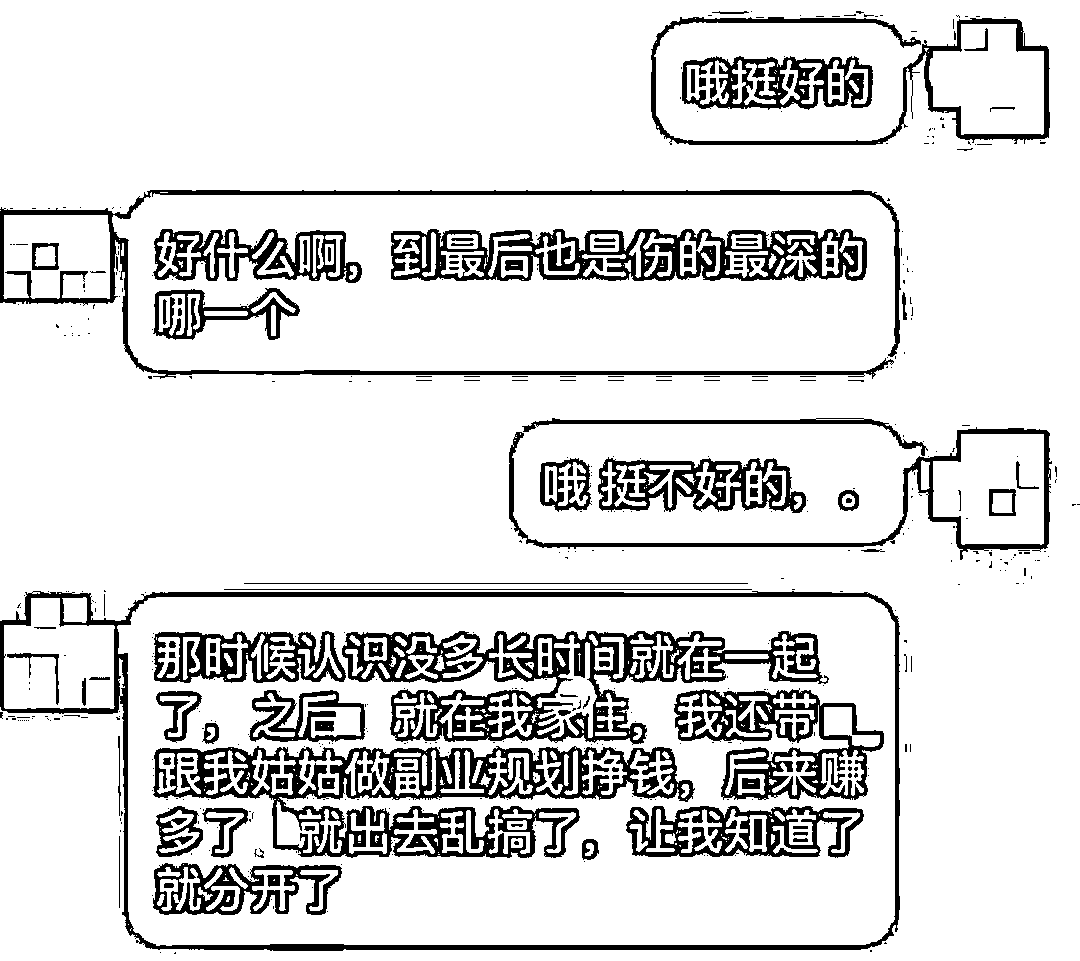 哦挺好的
好什么啊，到最后也是伤的最深的
哪一个
哦 挺不好的，。
那时候认识没多长时间就在一起
了，之后 就在我家住，我还带
跟我姑姑做副业规划挣钱，后来赚
多了 就出去乱搞了，让我知道了
就分开了